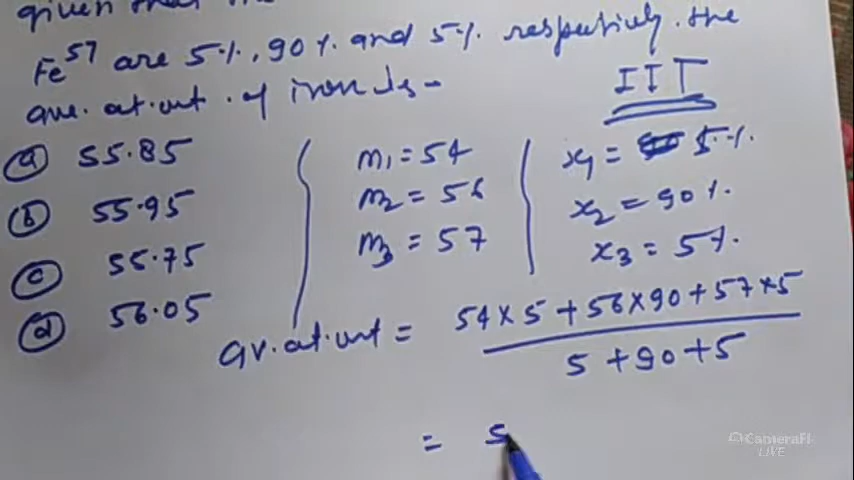 given that the
Fe⁵⁷ are 5%, 90% and 5% respectively. the
ave. at. wt. of iron is -
IIT
(a) 55.85
(b) 55.95
(c) 55.75
(d) 56.05
m₁ = 54
m₂ = 56
m₃ = 57
x₁ = 5%.
x₂ = 90%.
x₃ = 5%.
av. at. wt = (54×5 + 56×90 + 57×5) / (5 + 90 + 5)
= 5
CameraFi
LIVE